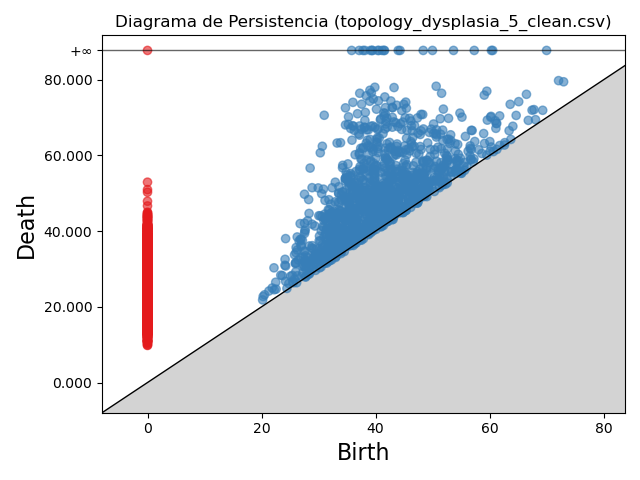 Diagrama de Persistencia (topology_dysplasia_5_clean.csv)
+∞
80.000
60.000
40.000
20.000
0.000
Death
0 20 40 60 80
Birth